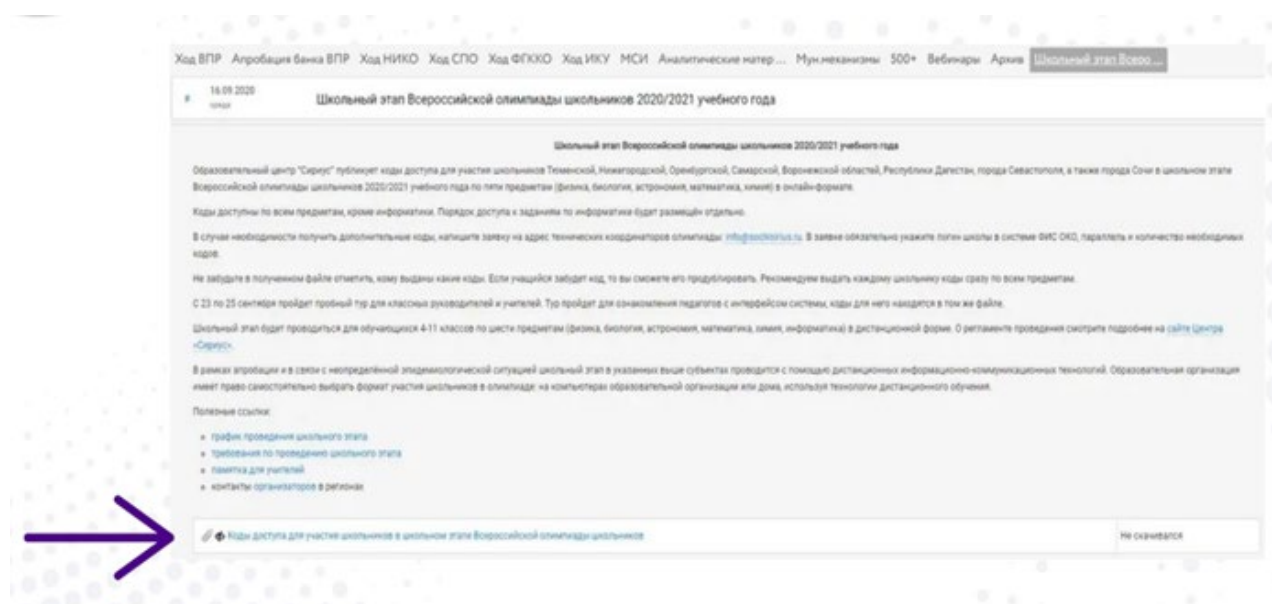 Ход ВПР Апробация банка ВПР Ход НИКО Ход СПО Ход ФГККО Ход ИКУ МСИ Аналитические матер ... Мун.механизмы 500+ Вебинары Архив Школьный этап Всеро ...
16.09.2020
среда
Школьный этап Всероссийской олимпиады школьников 2020/2021 учебного года
Школьный этап Всероссийской олимпиады школьников 2020/2021 учебного года
Образовательный центр "Сириус" публикует коды доступа для участия школьников Тюменской, Нижегородской, Оренбургской, Самарской, Воронежской областей, Республики Дагестан, города Севастополя, а также города Сочи в школьном этапе
Всероссийской олимпиады школьников 2020/2021 учебного года по пяти предметам (физика, биология, астрономия, математика, химия) в онлайн-формате.
Коды доступны по всем предметам, кроме информатики. Порядок доступа к заданиям по информатике будет размещён отдельно.
В случае необходимости получить дополнительные коды, напишите заявку на адрес технических координаторов олимпиады: В заявке обязательно укажите логин школы в системе ФИС ОКО, параллель и количество необходимых
кодов.
Не забудьте в полученном файле отметить, кому выданы какие коды. Если учащийся забудет код, то вы сможете его продублировать. Рекомендуем выдать каждому школьнику коды сразу по всем предметам.
С 23 по 25 сентября пройдет пробный тур для классных руководителей и учителей. Тур пройдет для ознакомления педагогов с интерфейсом системы, коды для него находятся в том же файле.
Школьный этап будет проводиться для обучающихся 4-11 классов по шести предметам (физика, биология, астрономия, математика, химия, информатика) в дистанционной форме. О регламенте проведения смотрите подробнее на сайте Центра
«Сириус».
В рамках апробации и в связи с неопределённой эпидемиологической ситуацией школьный этап в указанных выше субъектах проводится с помощью дистанционных информационно-коммуникационных технологий. Образовательная организация
имеет право самостоятельно выбрать формат участия школьников в олимпиаде: на компьютерах образовательной организации или дома, используя технологии дистанционного обучения.
Полезные ссылки:
график проведения школьного этапа
требования по проведению школьного этапа
памятка для учителей
контакты организаторов в регионах
Коды доступа для участия школьников в школьном этапе Всероссийской олимпиады школьников
Не скачивался